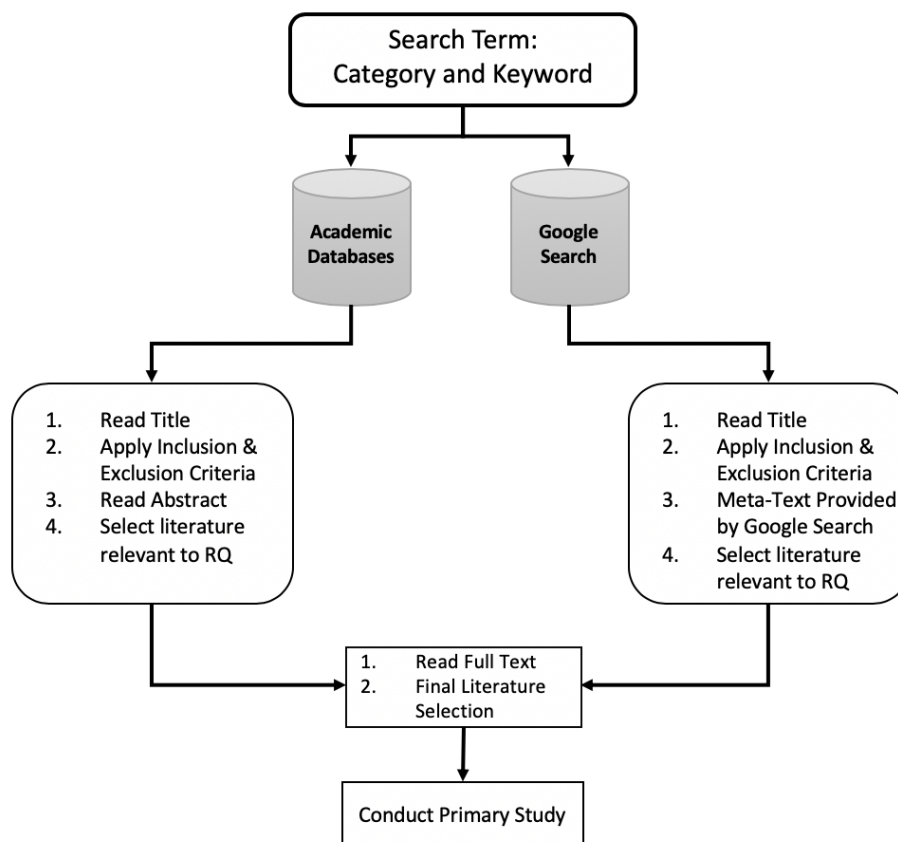 Search Term:
Category and Keyword
Academic
Databases
Google
Search
1. Read Title
2. Apply Inclusion &
Exclusion Criteria
3. Read Abstract
4. Select literature
relevant to RQ
1. Read Title
2. Apply Inclusion &
Exclusion Criteria
3. Meta-Text Provided
by Google Search
4. Select literature
relevant to RQ
1. Read Full Text
2. Final Literature
Selection
Conduct Primary Study